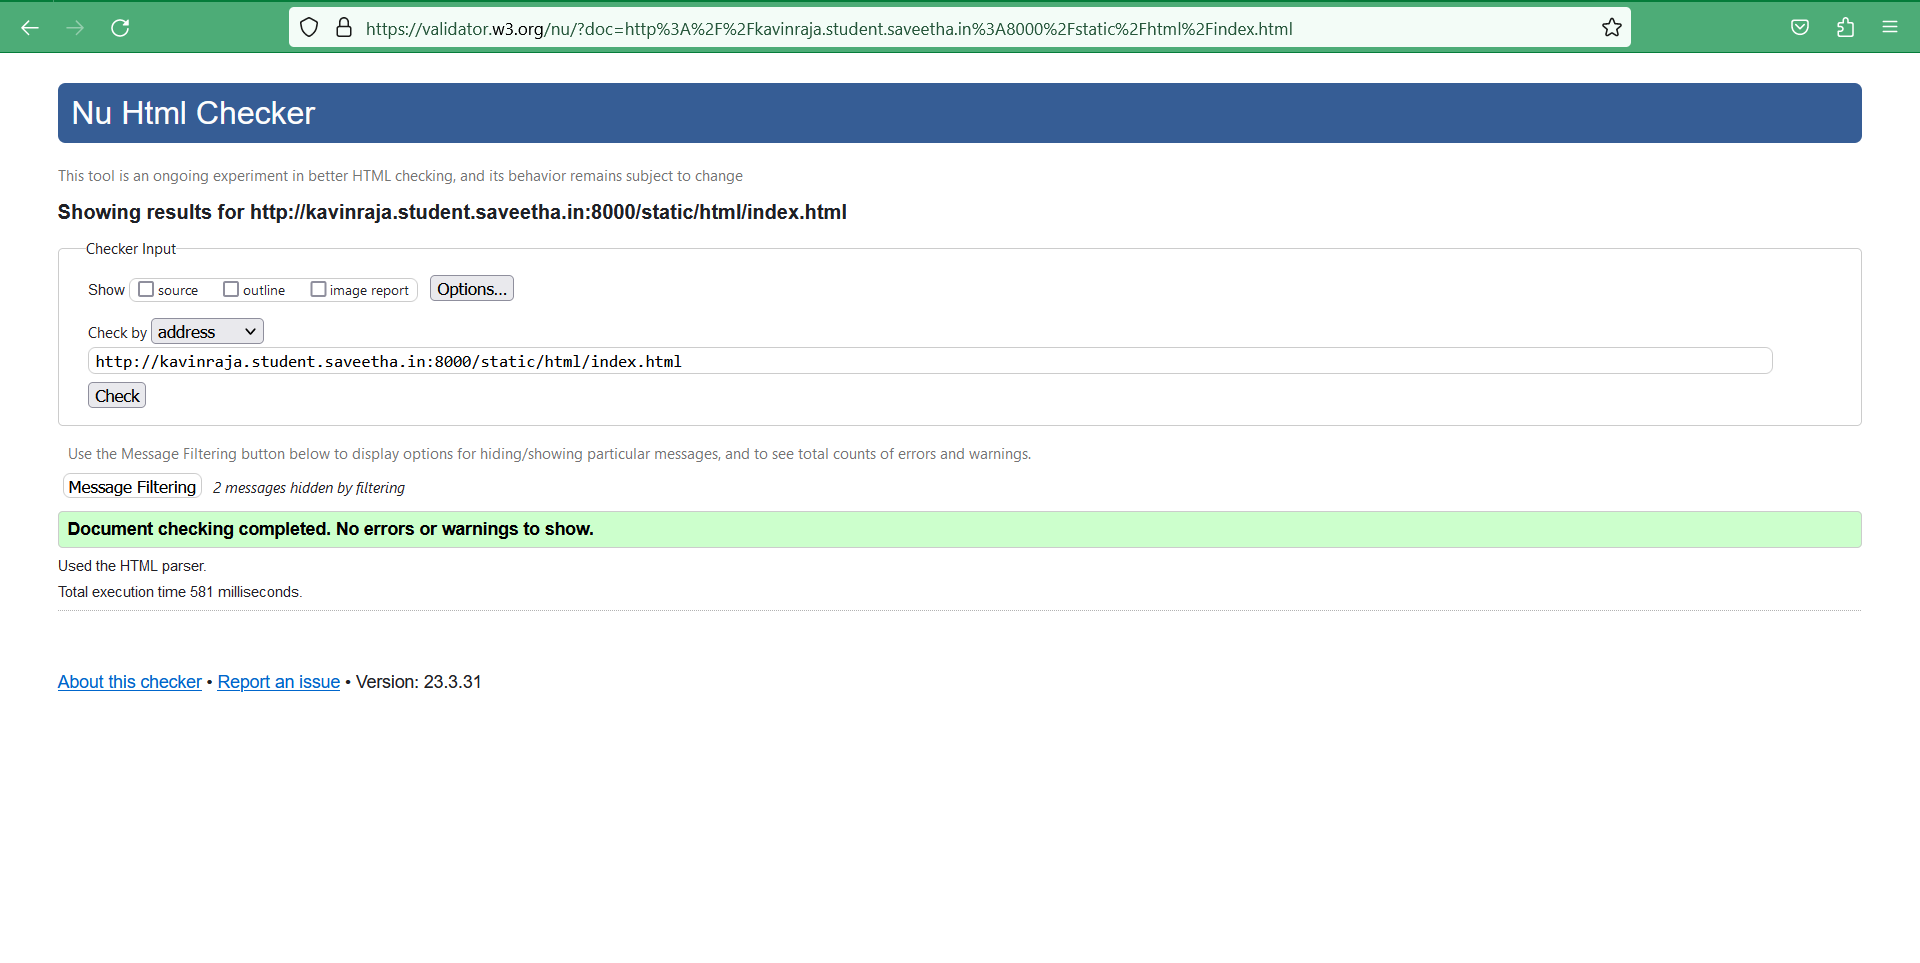 https://validator.w3.org/nu/?doc=http%3A%2F%2Fkavinraja.student.saveetha.in%3A8000%2Fstatic%2Fhtml%2Findex.html
Nu Html Checker
This tool is an ongoing experiment in better HTML checking, and its behavior remains subject to change
Showing results for http://kavinraja.student.saveetha.in:8000/static/html/index.html
Checker Input
Show source outline image report Options...
Check by address
http://kavinraja.student.saveetha.in:8000/static/html/index.html
Check
Use the Message Filtering button below to display options for hiding/showing particular messages, and to see total counts of errors and warnings.
Message Filtering 2 messages hidden by filtering
Document checking completed. No errors or warnings to show.
Used the HTML parser.
Total execution time 581 milliseconds.
About this checker • Report an issue • Version: 23.3.31